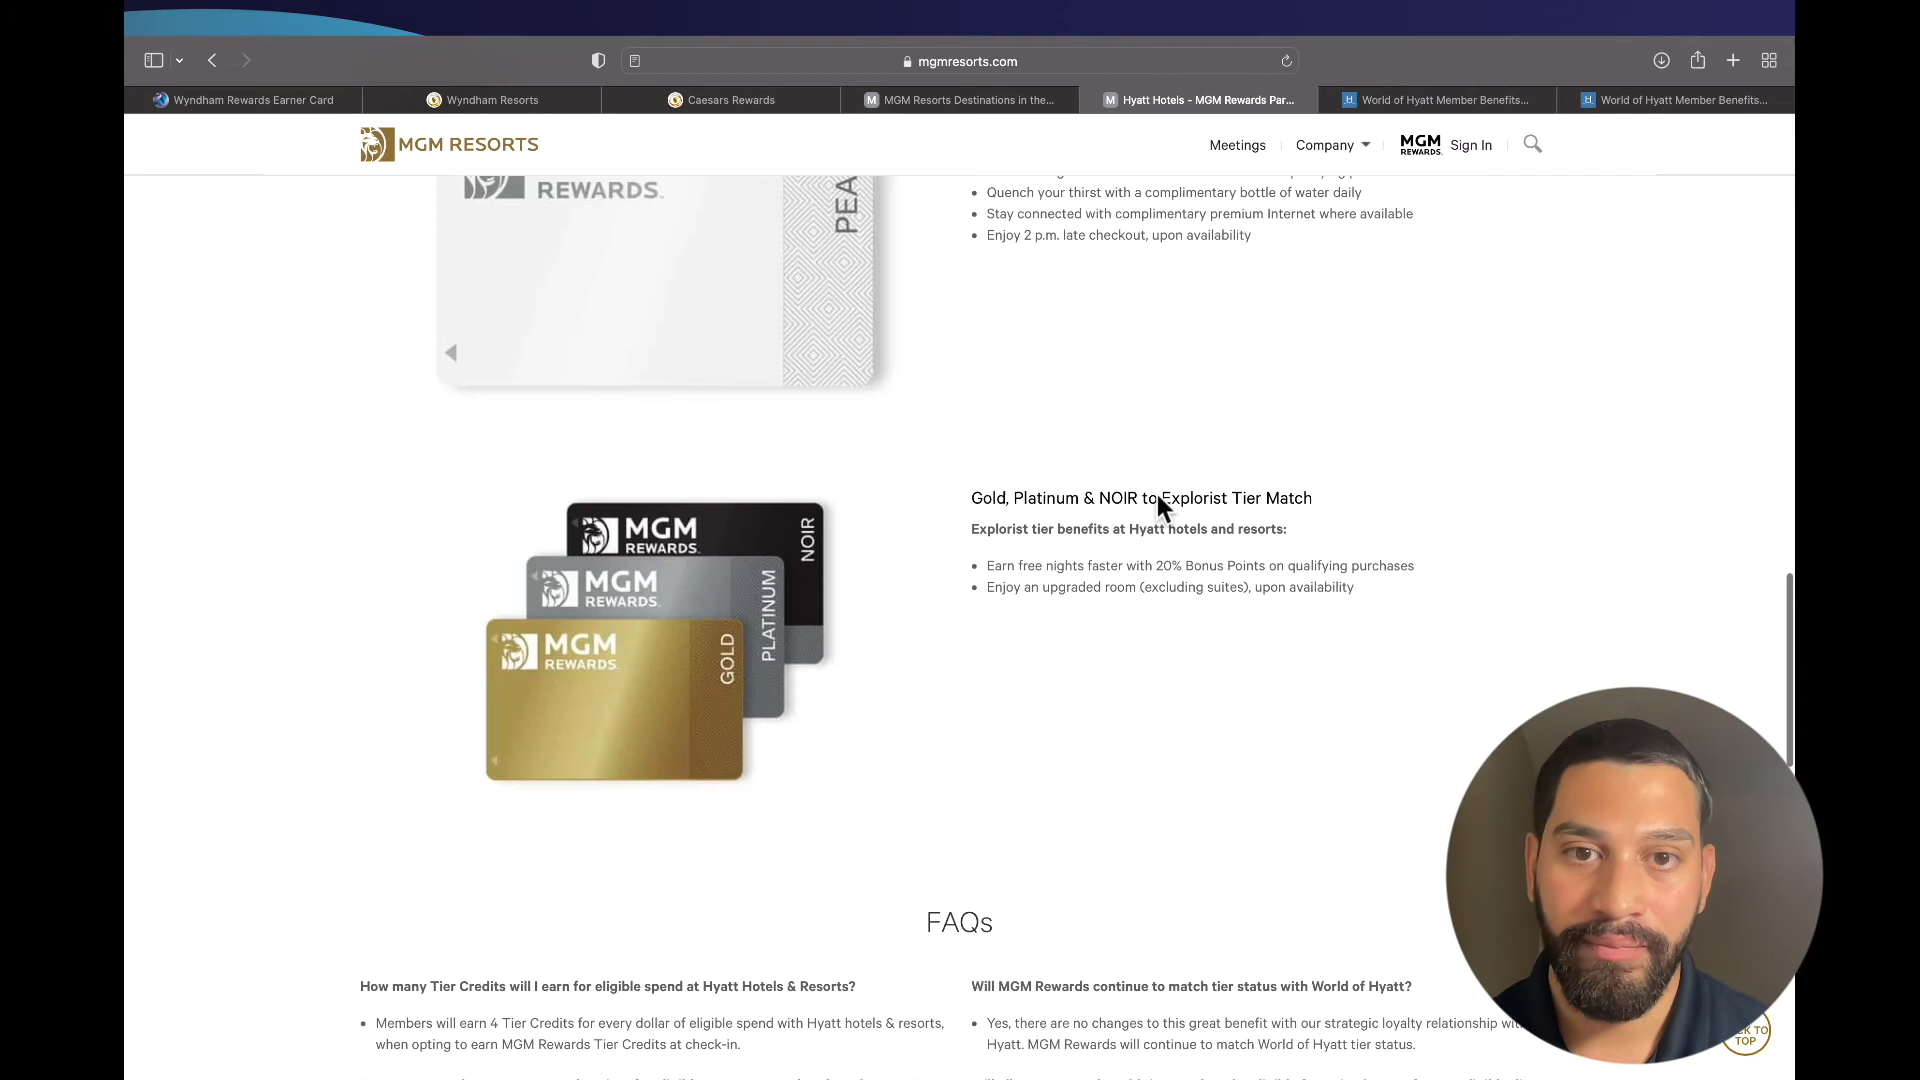 mgmresorts.com
Wyndham Rewards Earner Card
Wyndham Resorts
Caesars Rewards
MGM Resorts Destinations in the...
Hyatt Hotels - MGM Rewards Par...
World of Hyatt Member Benefits...
World of Hyatt Member Benefits...
MGM RESORTS
Meetings
Company
MGM
REWARDS.
Sign In
REWARDS.
PEA
• Quench your thirst with a complimentary bottle of water daily
• Stay connected with complimentary premium Internet where available
• Enjoy 2 p.m. late checkout, upon availability
MGM
REWARDS.
NOIR
MGM
REWARDS.
PLATINUM
MGM
REWARDS.
GOLD
Gold, Platinum & NOIR to Explorist Tier Match
Explorist tier benefits at Hyatt hotels and resorts:
• Earn free nights faster with 20% Bonus Points on qualifying purchases
• Enjoy an upgraded room (excluding suites), upon availability
FAQs
How many Tier Credits will I earn for eligible spend at Hyatt Hotels & Resorts?
• Members will earn 4 Tier Credits for every dollar of eligible spend with Hyatt hotels & resorts,
when opting to earn MGM Rewards Tier Credits at check-in.
Will MGM Rewards continue to match tier status with World of Hyatt?
• Yes, there are no changes to this great benefit with our strategic loyalty relationship
Hyatt. MGM Rewards will continue to match World of Hyatt tier status.
CK TO
TOP